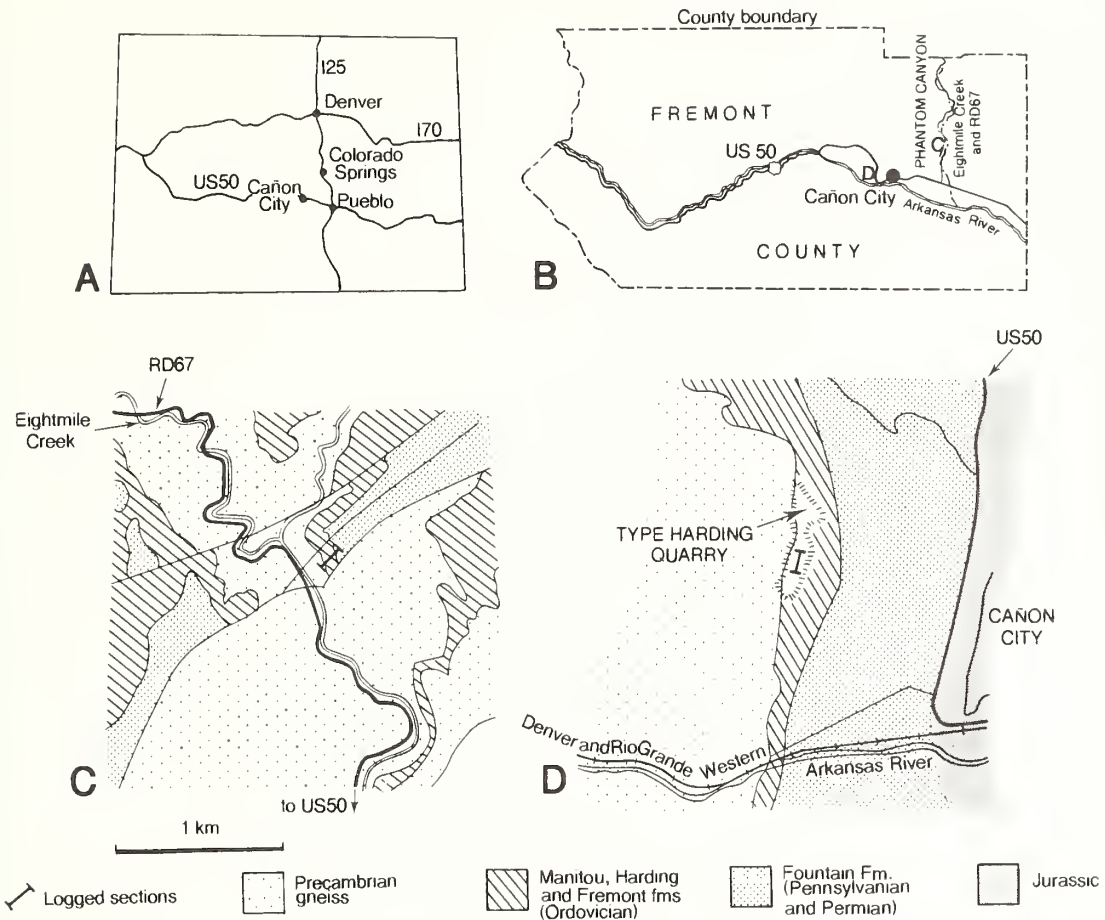 I25
Denver
I70
Colorado
Springs
US50
Cañon
City
Pueblo
A
County boundary
FREMONT
US 50
PHANTOM CANYON
Eightmile Creek
and RD67
C
D
Cañon City
Arkansas River
COUNTY
B
RD67
Eightmile
Creek
C
to US50
1 km
US50
TYPE HARDING
QUARRY
CAÑON
CITY
Denver and Rio Grande Western
Arkansas River
D
Logged sections
Precambrian
gneiss
Manitou, Harding
and Fremont fms
(Ordovician)
Fountain Fm.
(Pennsylvanian
and Permian)
Jurassic